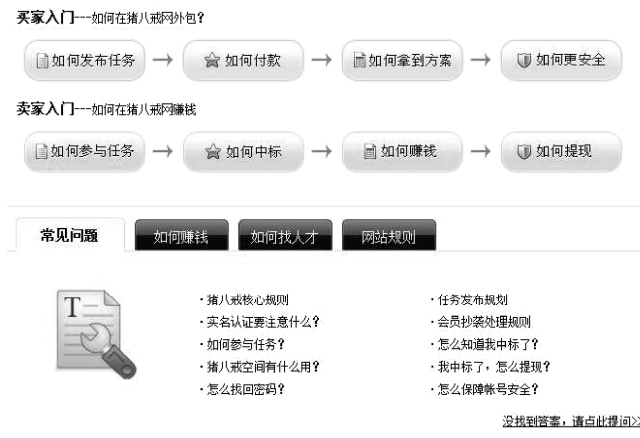 买家入门---如何在猪八戒网外包?
如何发布任务 → 如何付款 → 如何拿到方案 → 如何更安全
卖家入门---如何在猪八戒网赚钱
如何参与任务 → 如何中标 → 如何赚钱 → 如何提现
常见问题 如何赚钱 如何找人才 网站规则
T
·猪八戒核心规则
·实名认证要注意什么?
·如何参与任务?
·猪八戒空间有什么用?
·怎么找回密码?
·任务发布规划
·会员抄袭处理规则
·怎么知道我中标了?
·我中标了，怎么提现?
·怎么保障帐号安全?
没找到答案，请点此提问>>